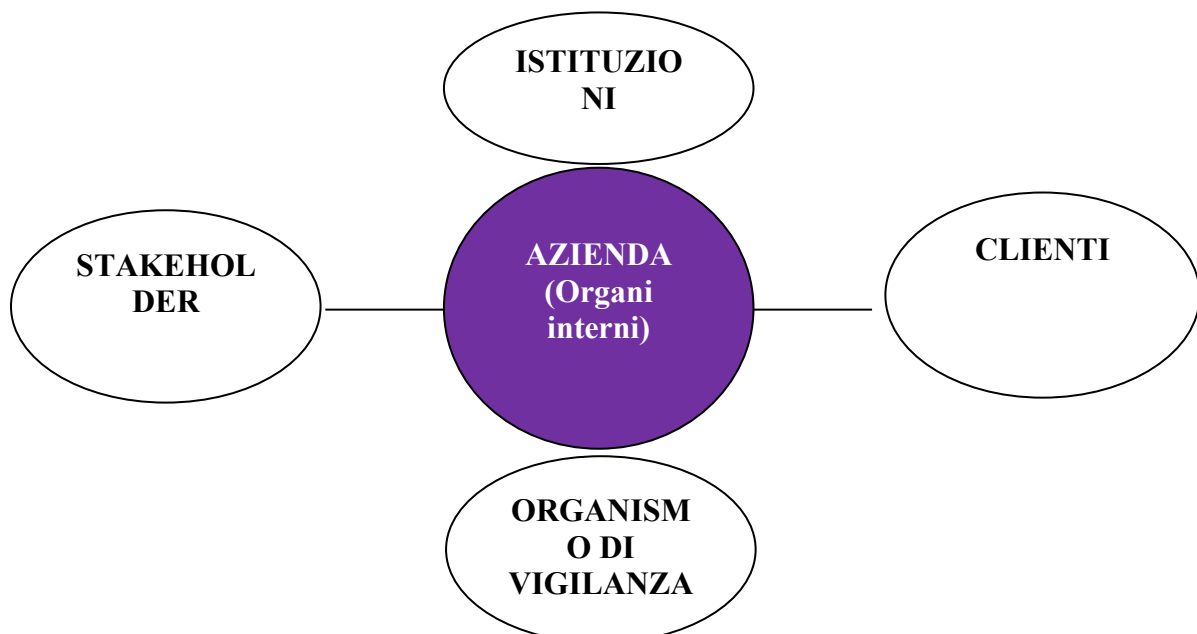 ISTITUZIO
NI
STAKEHOL
DER
AZIENDA
(Organi
interni)
CLIENTI
ORGANISM
O DI
VIGILANZA